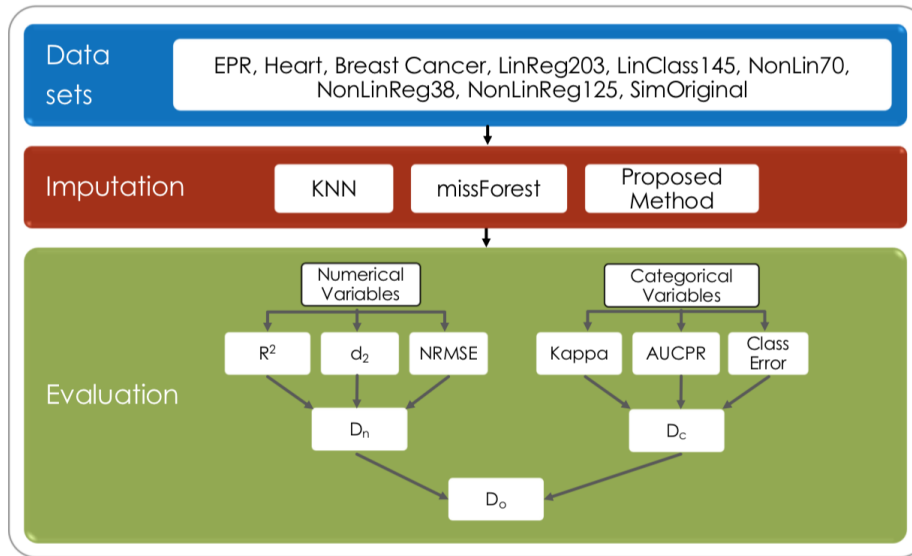 Data
sets
EPR, Heart, Breast Cancer, LinReg203, LinClass145, NonLin70,
NonLinReg38, NonLinReg125, SimOriginal
Imputation
KNN
missForest
Proposed
Method
Evaluation
Numerical
Variables
Categorical
Variables
R²
d₂
NRMSE
Kappa
AUCPR
Class
Error
Dₙ
D꜀
Dₒ